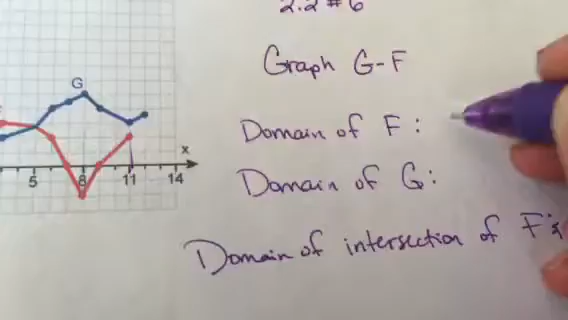 2.2 #6
Graph G-F
Domain of F:
Domain of G:
Domain of intersection of F
G
x
5
8
11
14